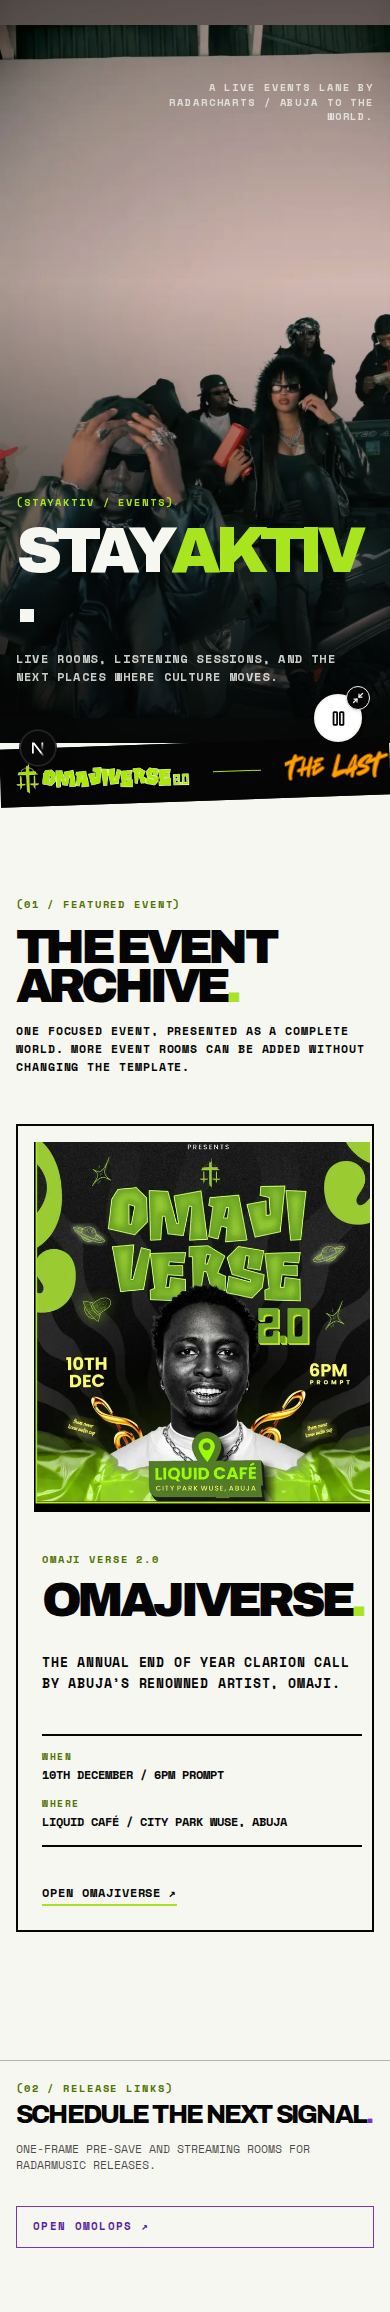 A LIVE EVENTS LANE BY
RADARCHARTS / ABUJA TO THE
WORLD.
(STAYAKTIV / EVENTS)
STAYAKTIV
.
LIVE ROOMS, LISTENING SESSIONS, AND THE
NEXT PLACES WHERE CULTURE MOVES.
N
OMAJIVERSE 2.0
THE LAST
(01 / FEATURED EVENT)
THE EVENT
ARCHIVE.
ONE FOCUSED EVENT, PRESENTED AS A COMPLETE
WORLD. MORE EVENT ROOMS CAN BE ADDED WITHOUT
CHANGING THE TEMPLATE.
PRESENTS
OMAJI
VERSE
2.0
10TH
DEC
6PM
PROMPT
LIQUID CAFÉ
CITY PARK WUSE, ABUJA
OMAJI VERSE 2.0
OMAJIVERSE.
THE ANNUAL END OF YEAR CLARION CALL
BY ABUJA'S RENOWNED ARTIST, OMAJI.
WHEN
10TH DECEMBER / 6PM PROMPT
WHERE
LIQUID CAFÉ / CITY PARK WUSE, ABUJA
OPEN OMAJIVERSE ↗
(02 / RELEASE LINKS)
SCHEDULE THE NEXT SIGNAL.
ONE-FRAME PRE-SAVE AND STREAMING ROOMS FOR
RADARMUSIC RELEASES.
OPEN OMOLOPS ↗